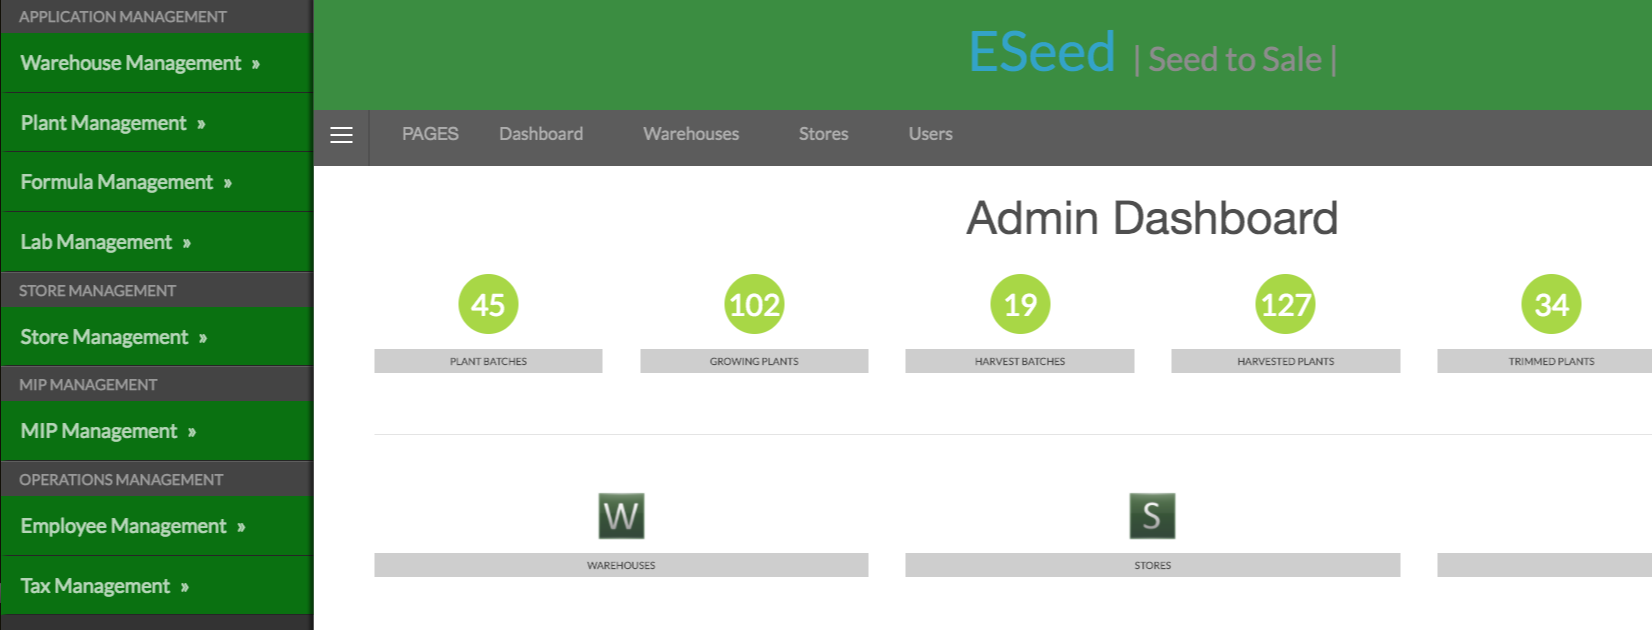 APPLICATION MANAGEMENT
Warehouse Management »
Plant Management »
Formula Management »
Lab Management »
STORE MANAGEMENT
Store Management »
MIP MANAGEMENT
MIP Management »
OPERATIONS MANAGEMENT
Employee Management »
Tax Management »
ESeed | Seed to Sale |
PAGES Dashboard Warehouses Stores Users
Admin Dashboard
45 102 19 127 34
PLANT BATCHES GROWING PLANTS HARVEST BATCHES HARVESTED PLANTS TRIMMED PLANTS
W S
WAREHOUSES STORES